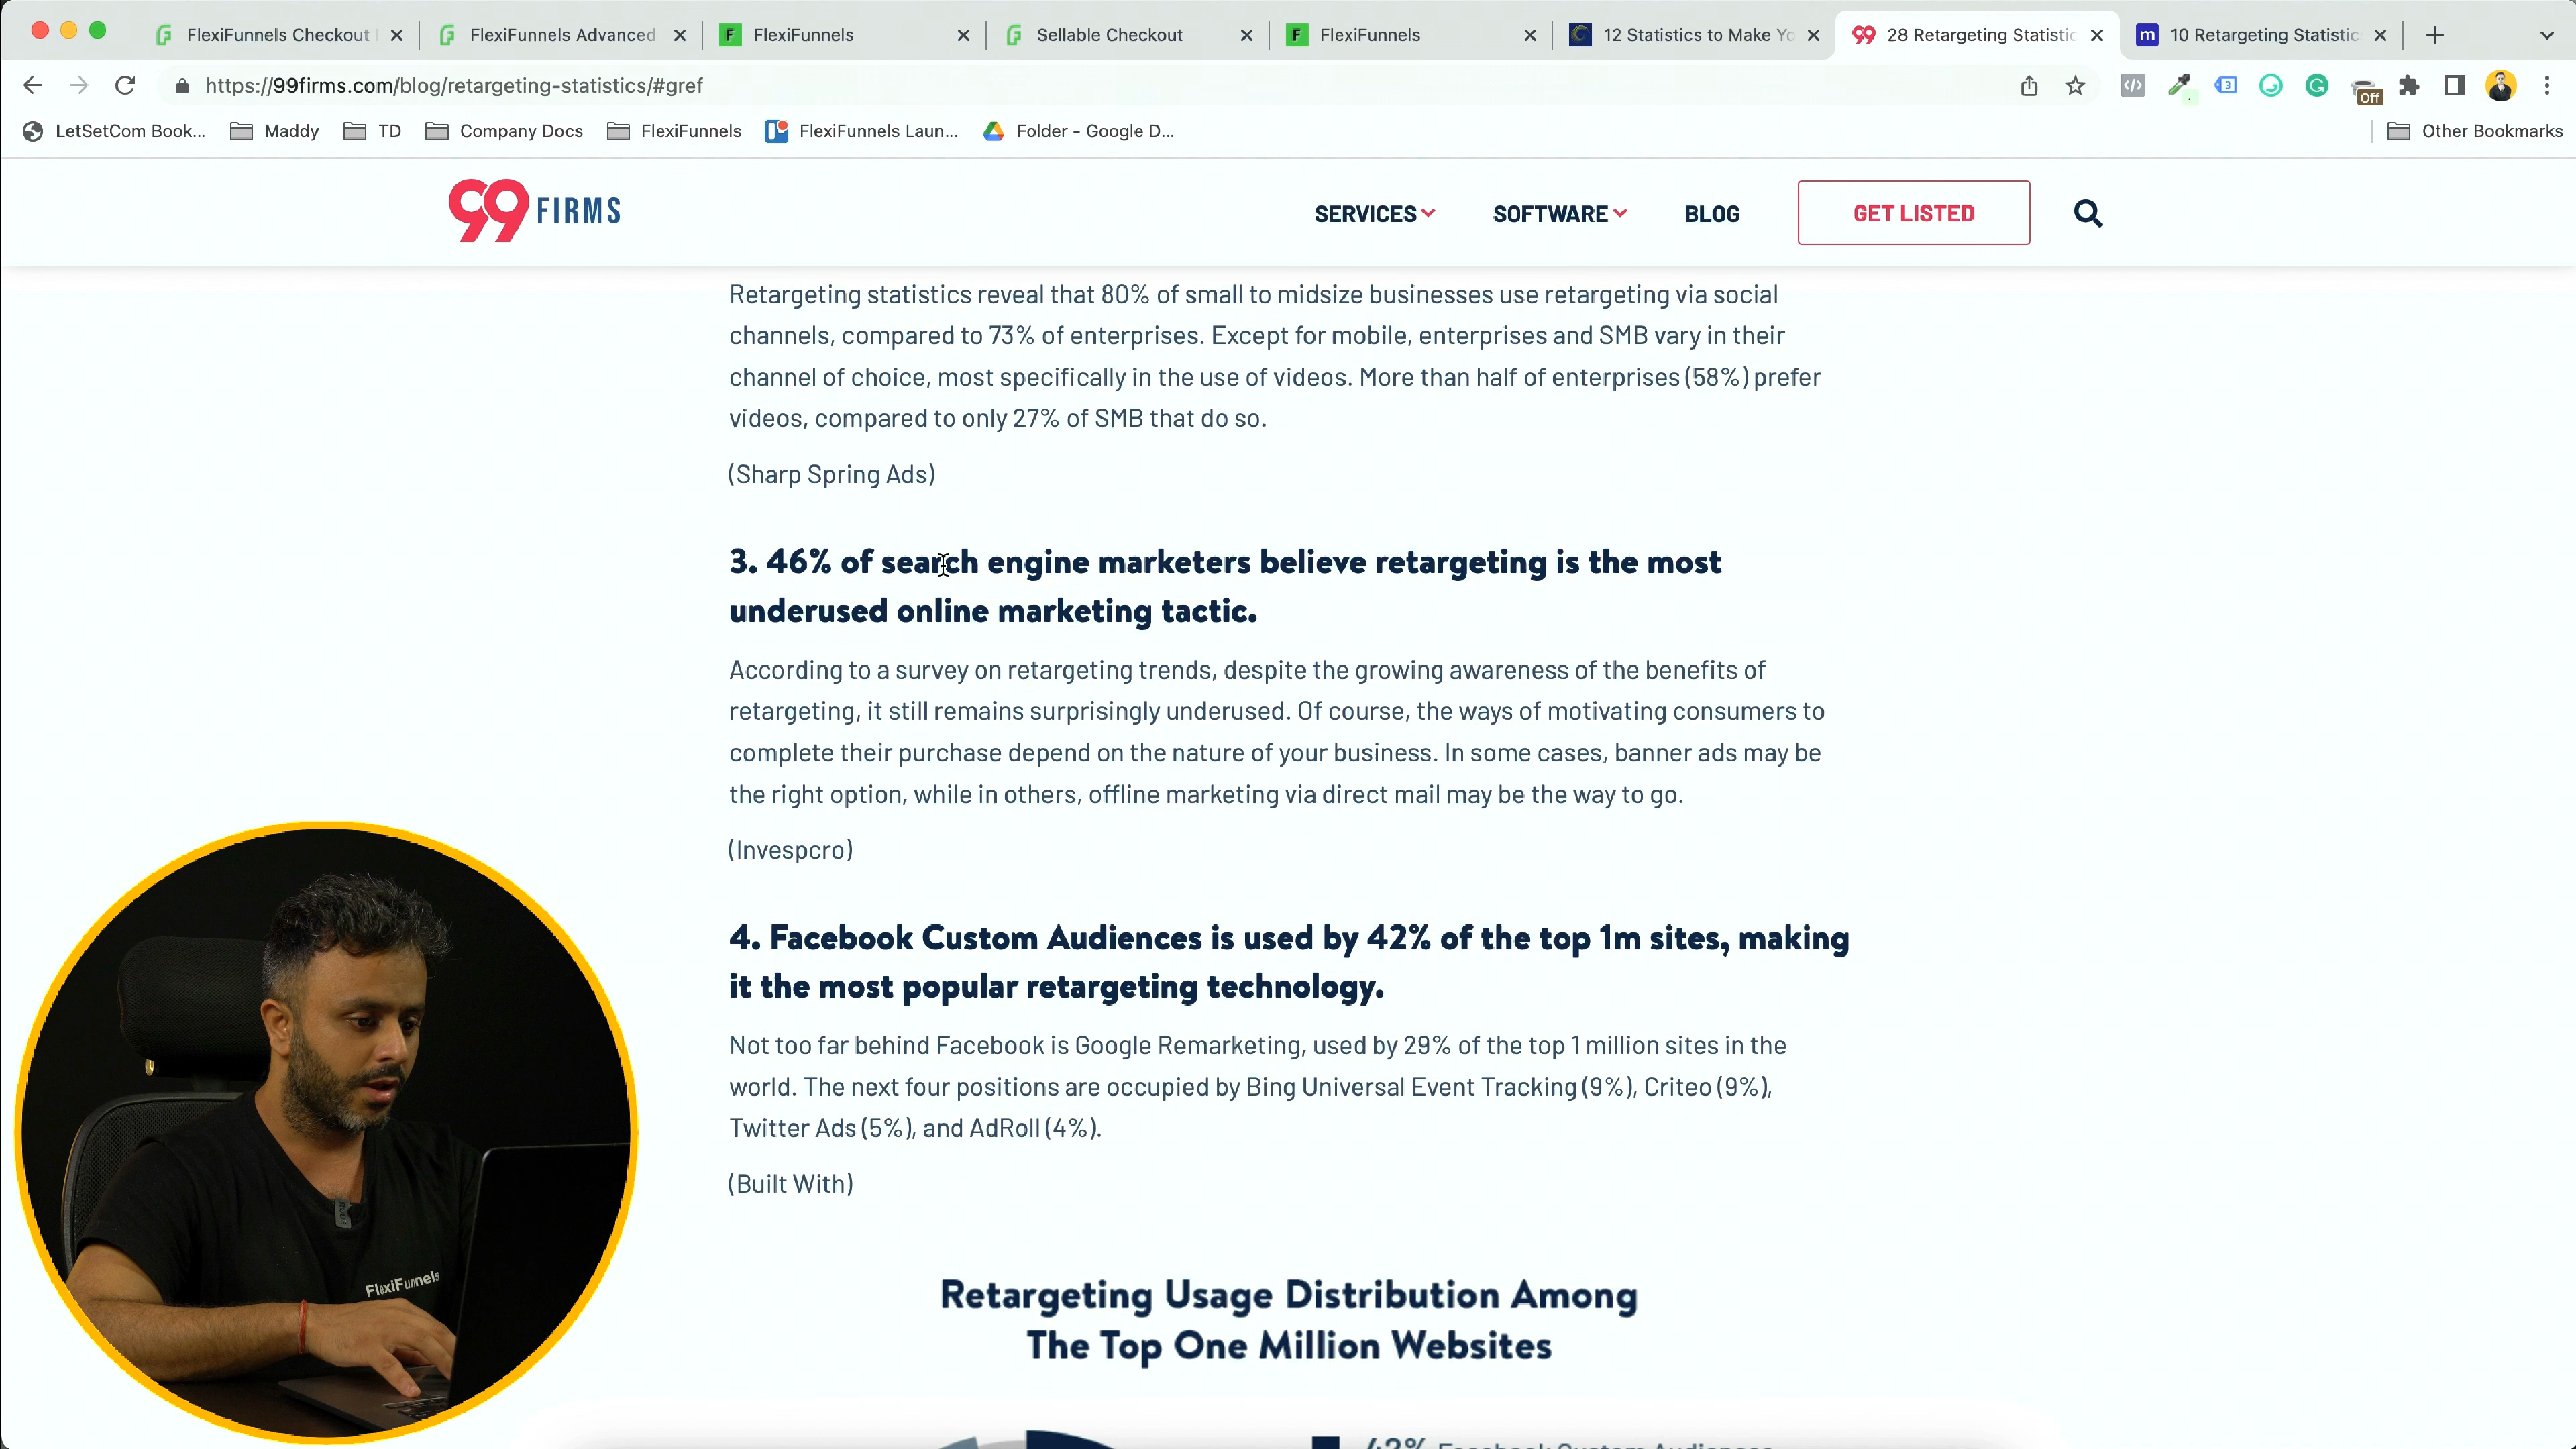 FlexiFunnels Checkout
FlexiFunnels Advanced
FlexiFunnels
Sellable Checkout
FlexiFunnels
12 Statistics to Make Yo
28 Retargeting Statistic
10 Retargeting Statistic
https://99firms.com/blog/retargeting-statistics/#gref
Off
LetSetCom Book...
Maddy
TD
Company Docs
FlexiFunnels
FlexiFunnels Laun...
Folder - Google D...
Other Bookmarks
99 FIRMS
SERVICES
SOFTWARE
BLOG
GET LISTED
Retargeting statistics reveal that 80% of small to midsize businesses use retargeting via social
channels, compared to 73% of enterprises. Except for mobile, enterprises and SMB vary in their
channel of choice, most specifically in the use of videos. More than half of enterprises (58%) prefer
videos, compared to only 27% of SMB that do so.
(Sharp Spring Ads)
3. 46% of search engine marketers believe retargeting is the most
underused online marketing tactic.
According to a survey on retargeting trends, despite the growing awareness of the benefits of
retargeting, it still remains surprisingly underused. Of course, the ways of motivating consumers to
complete their purchase depend on the nature of your business. In some cases, banner ads may be
the right option, while in others, offline marketing via direct mail may be the way to go.
(Invespcro)
4. Facebook Custom Audiences is used by 42% of the top 1m sites, making
it the most popular retargeting technology.
Not too far behind Facebook is Google Remarketing, used by 29% of the top 1 million sites in the
world. The next four positions are occupied by Bing Universal Event Tracking (9%), Criteo (9%),
Twitter Ads (5%), and AdRoll (4%).
(Built With)
Retargeting Usage Distribution Among
The Top One Million Websites
42% Facebook Custom Audiences
FlexiFunnels